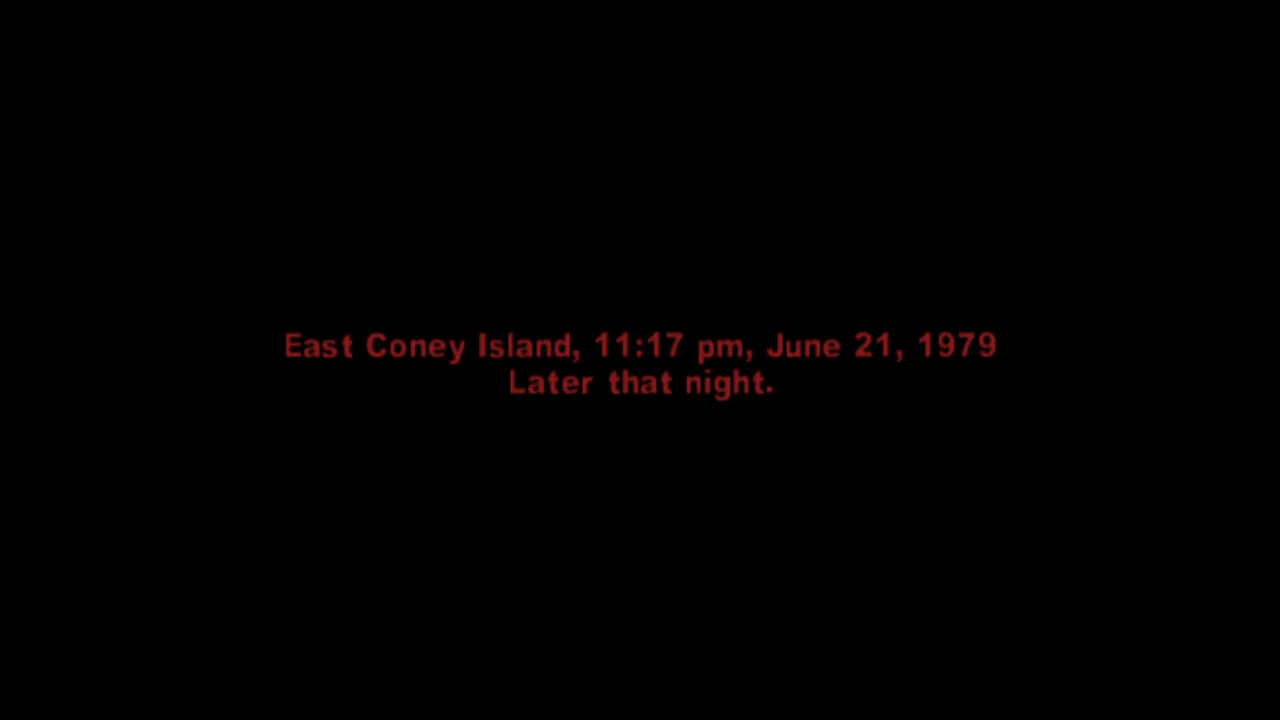 East Coney Island, 11:17 pm, June 21, 1979
Later that night.